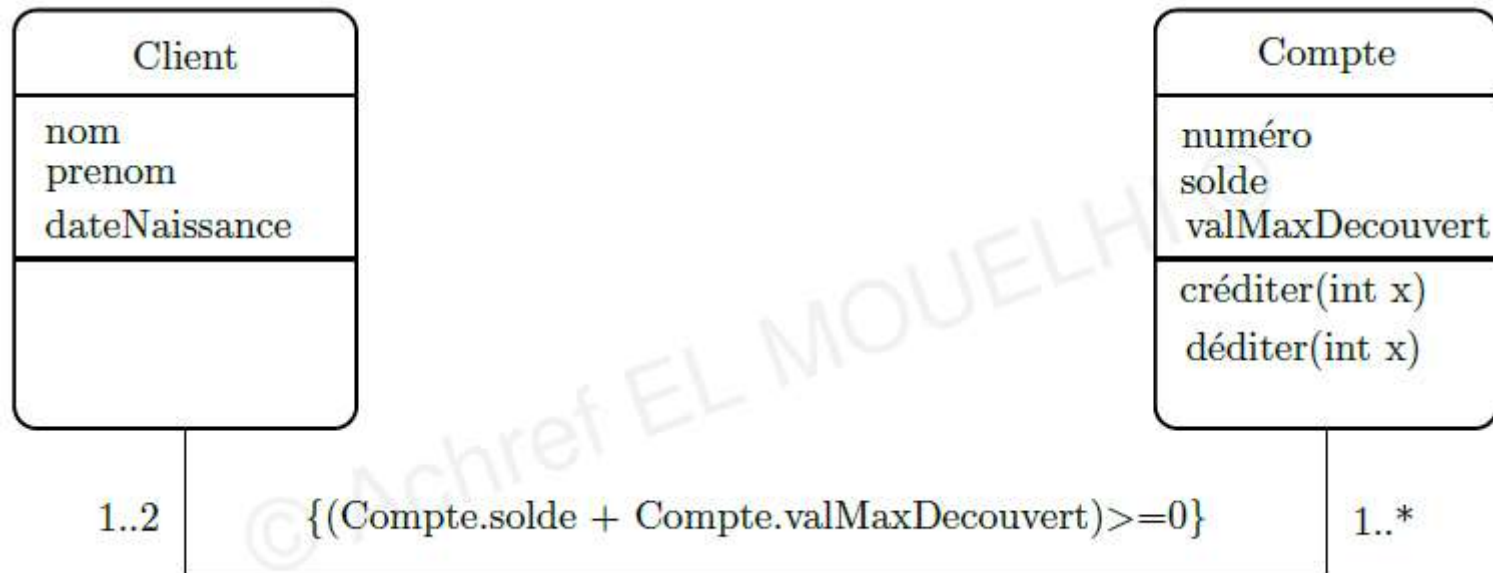 Client
nom
prenom
dateNaissance
Compte
numéro
solde
valMaxDecouvert
créditer(int x)
déditer(int x)
1..2
{(Compte.solde + Compte.valMaxDecouvert)>=0}
1..*
© Achref EL MOUELHI ©